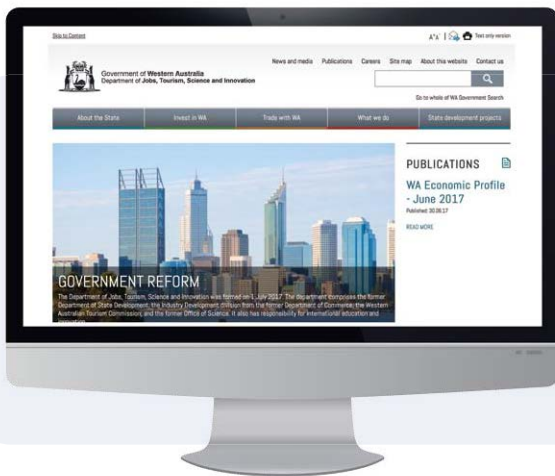 Skip to Content
Text only version
News and media Publications Careers Site map About this website Contact us
Government of Western Australia
Department of Jobs, Tourism, Science and Innovation
Go to whole of WA Government Search
About the State Invest in WA Trade with WA What we do State development projects
PUBLICATIONS
WA Economic Profile
- June 2017
Published: 30.06.17
READ MORE
GOVERNMENT REFORM
The Department of Jobs, Tourism, Science and Innovation was formed on 1 July 2017. The department comprises the former
Department of State Development, the Industry Development division from the former Department of Commerce, the Western
Australian Tourism Commission, and the former Office of Science. It also has responsibility for international education and
innovation.